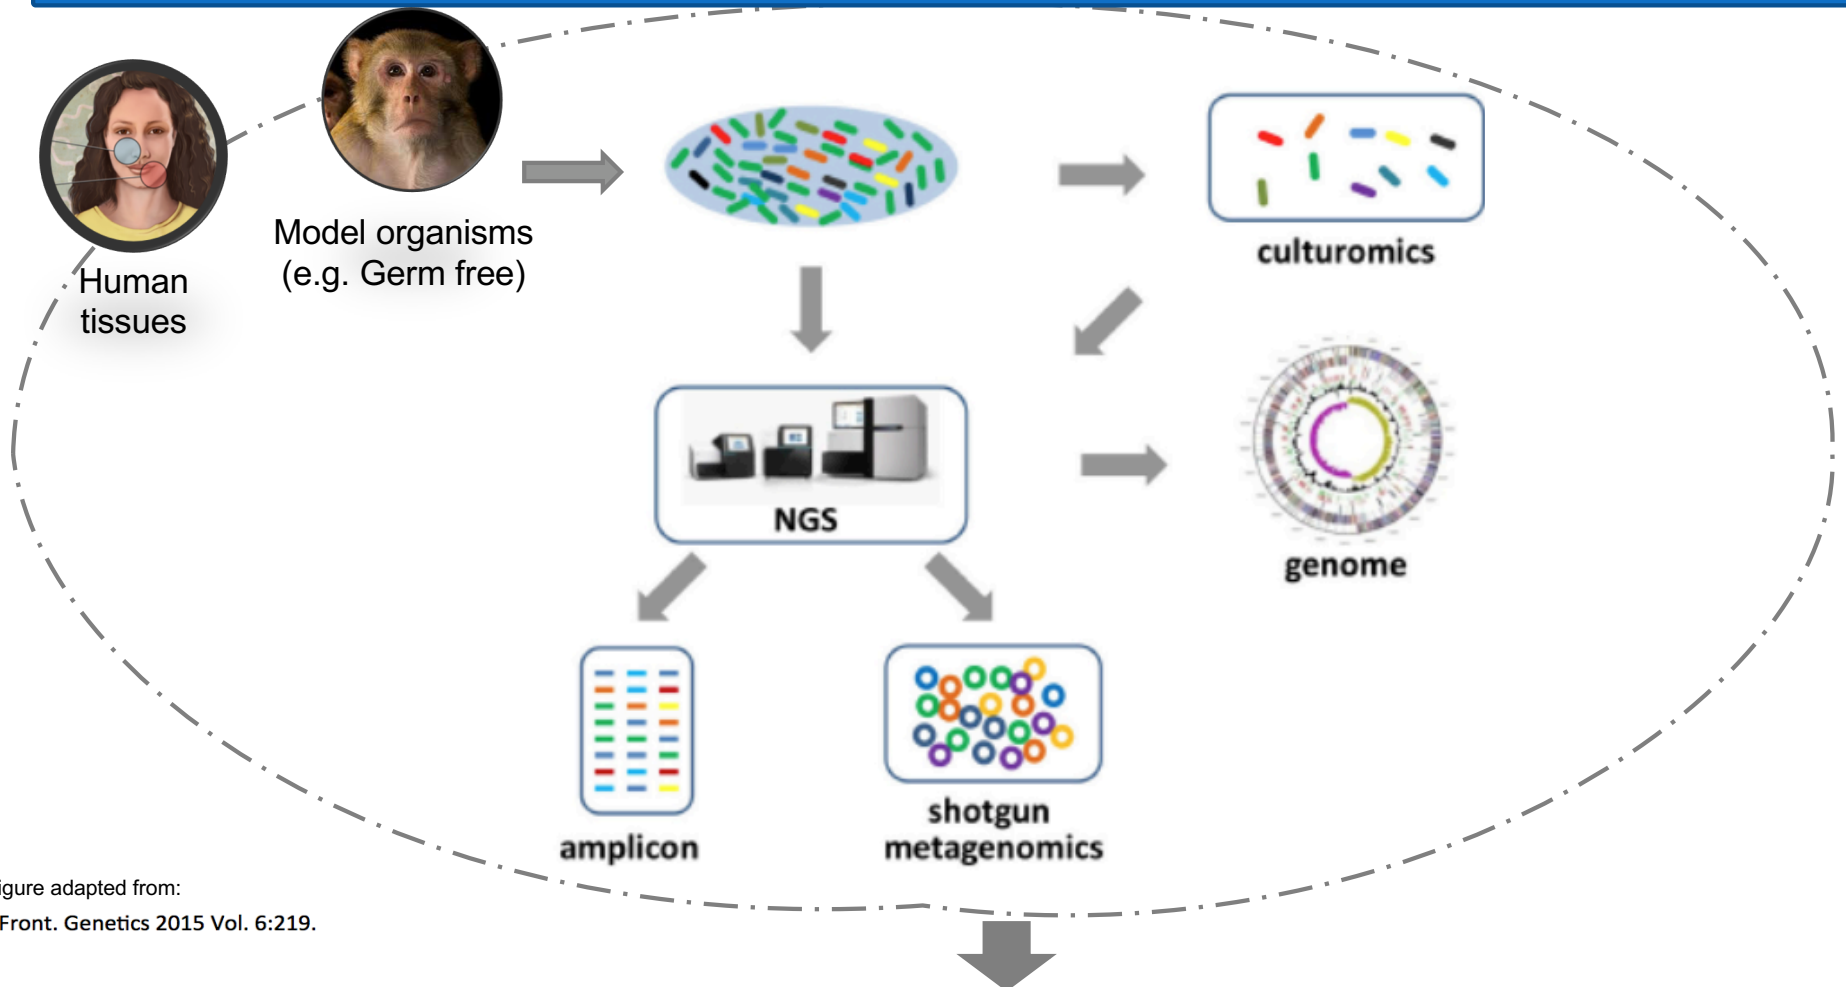 Model organisms
(e.g. Germ free)
Human
tissues
culturomics
NGS
genome
amplicon
shotgun
metagenomics
igure adapted from:
Front. Genetics 2015 Vol. 6:219.